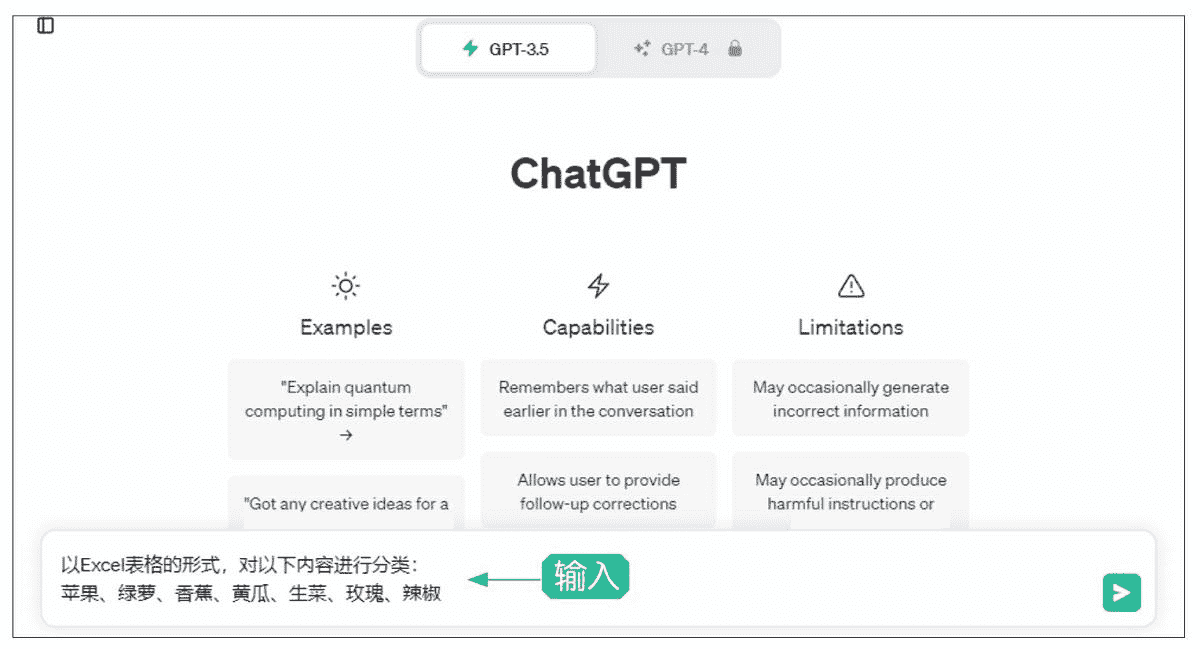 GPT-3.5
GPT-4
ChatGPT
Examples
Capabilities
Limitations
"Explain quantum
computing in simple terms"
→
Remembers what user said
earlier in the conversation
May occasionally generate
incorrect information
"Got any creative ideas for a
Allows user to provide
follow-up corrections
May occasionally produce
harmful instructions or
以Excel表格的形式，对以下内容进行分类：
苹果、绿萝、香蕉、黄瓜、生菜、玫瑰、辣椒
输入